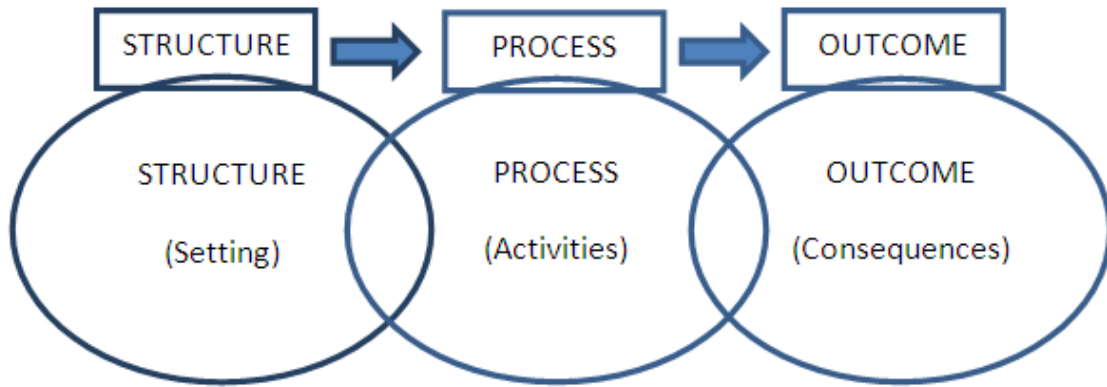 STRUCTURE
PROCESS
OUTCOME
STRUCTURE
(Setting)
PROCESS
(Activities)
OUTCOME
(Consequences)